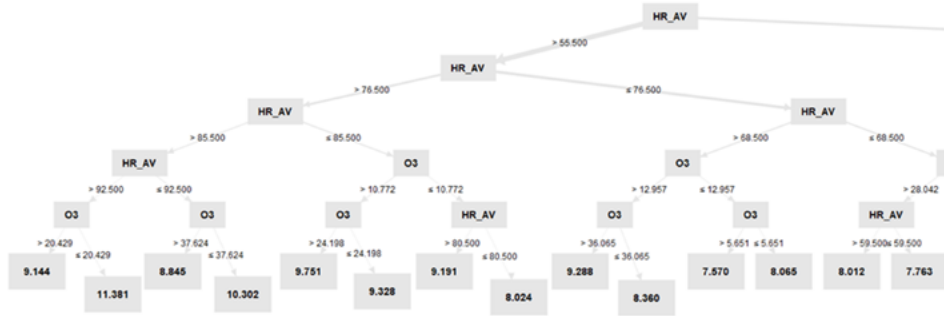 HR_AV
> 55.500
HR_AV
> 76.500 ≤ 76.500
HR_AV HR_AV
> 85.500 ≤ 85.500 > 68.500 ≤ 68.500
HR_AV O3 O3
> 92.500 ≤ 92.500 > 10.772 ≤ 10.772 > 12.957 ≤ 12.957 > 28.042
O3 O3 O3 HR_AV O3 O3 HR_AV
> 20.429 ≤ 20.429 > 37.624 ≤ 37.624 > 24.198 ≤ 24.198 > 80.500 ≤ 80.500 > 36.065 ≤ 36.065 > 5.651 ≤ 5.651 > 59.500 ≤ 59.500
9.144 8.845 9.751 9.191 9.288 7.570 8.065 8.012 7.763
11.381 10.302 9.328 8.024 8.360